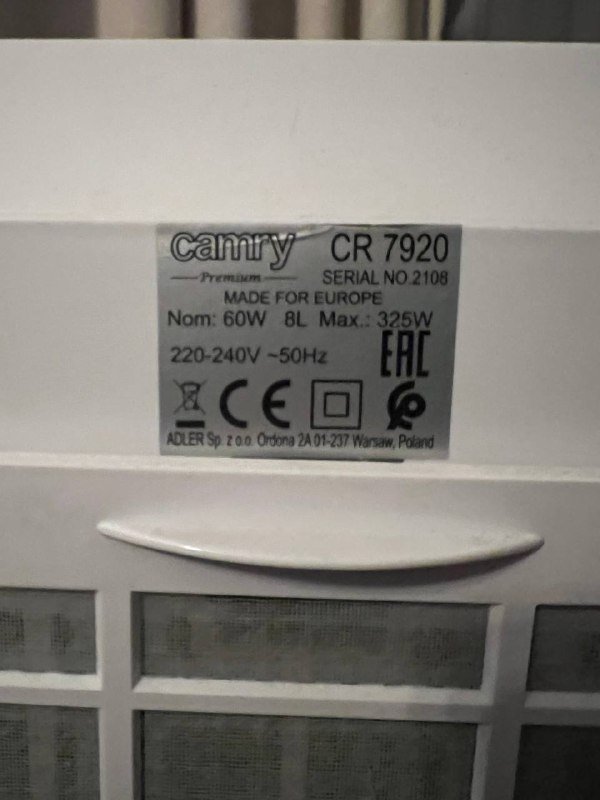 camry CR 7920
Premium SERIAL NO.2108
MADE FOR EUROPE
Nom: 60W 8L Max.: 325W
220-240V ~50Hz EAC
CE
ADLER Sp. z o.o. Ordona 2A 01-237 Warsaw, Poland